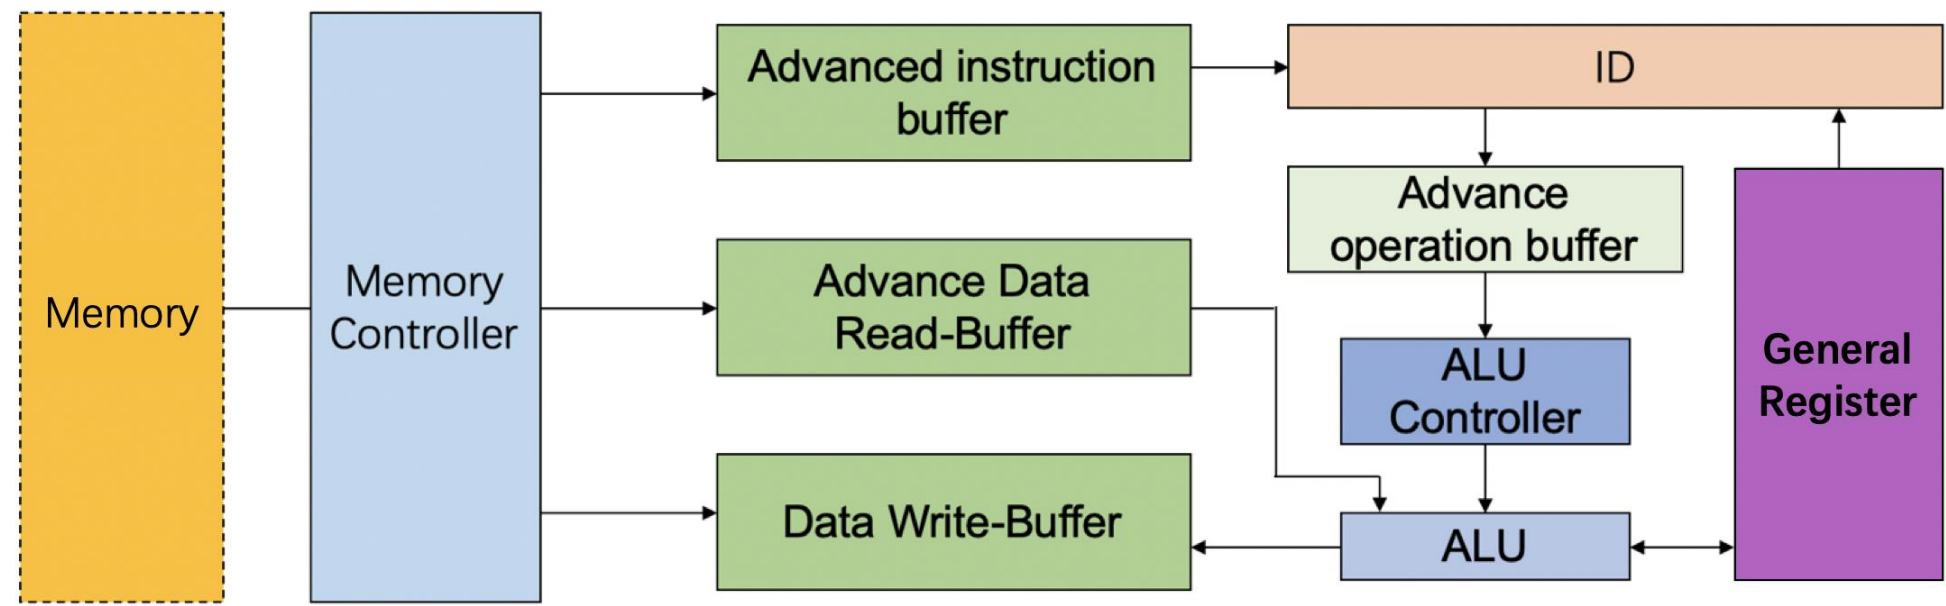 Memory
Memory
Controller
Advanced instruction
buffer
Advance Data
Read-Buffer
Data Write-Buffer
ID
Advance
operation buffer
ALU
Controller
ALU
General
Register